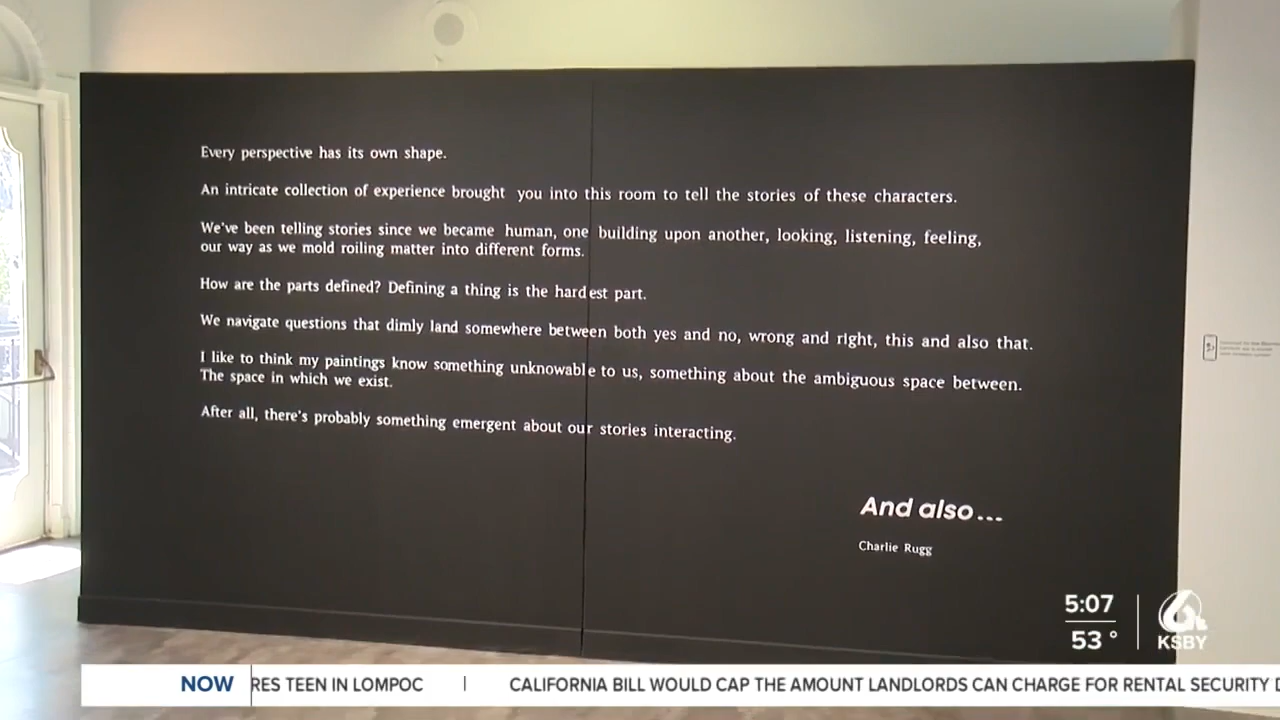 Every perspective has its own shape.
An intricate collection of experience brought you into this room to tell the stories of these characters.
We've been telling stories since we became human, one building upon another, looking, listening, feeling,
our way as we mold roiling matter into different forms.
How are the parts defined? Defining a thing is the hardest part.
We navigate questions that dimly land somewhere between both yes and no, wrong and right, this and also that.
I like to think my paintings know something unknowable to us, something about the ambiguous space between.
The space in which we exist.
After all, there's probably something emergent about our stories interacting.
And also...
Charlie Rugg
5:07
53°
KSBY
NOW RES TEEN IN LOMPOC | CALIFORNIA BILL WOULD CAP THE AMOUNT LANDLORDS CAN CHARGE FOR RENTAL SECURITY